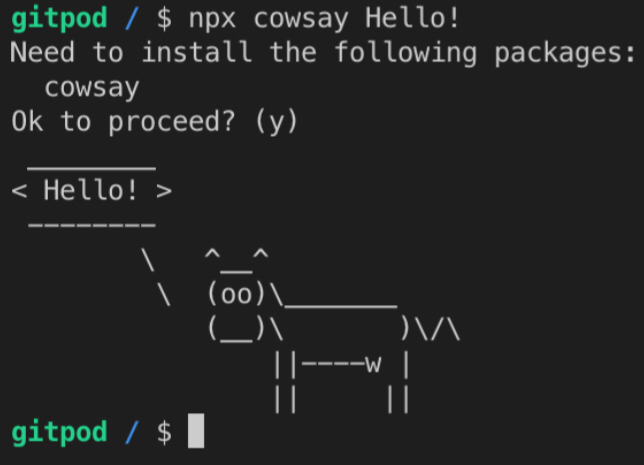 gitpod / $ npx cowsay Hello!
Need to install the following packages:
  cowsay
Ok to proceed? (y)
 ________
< Hello! >
 --------
        \   ^__^
         \  (oo)\_______
            (__)\       )\/\
                ||----w |
                ||     ||
gitpod / $